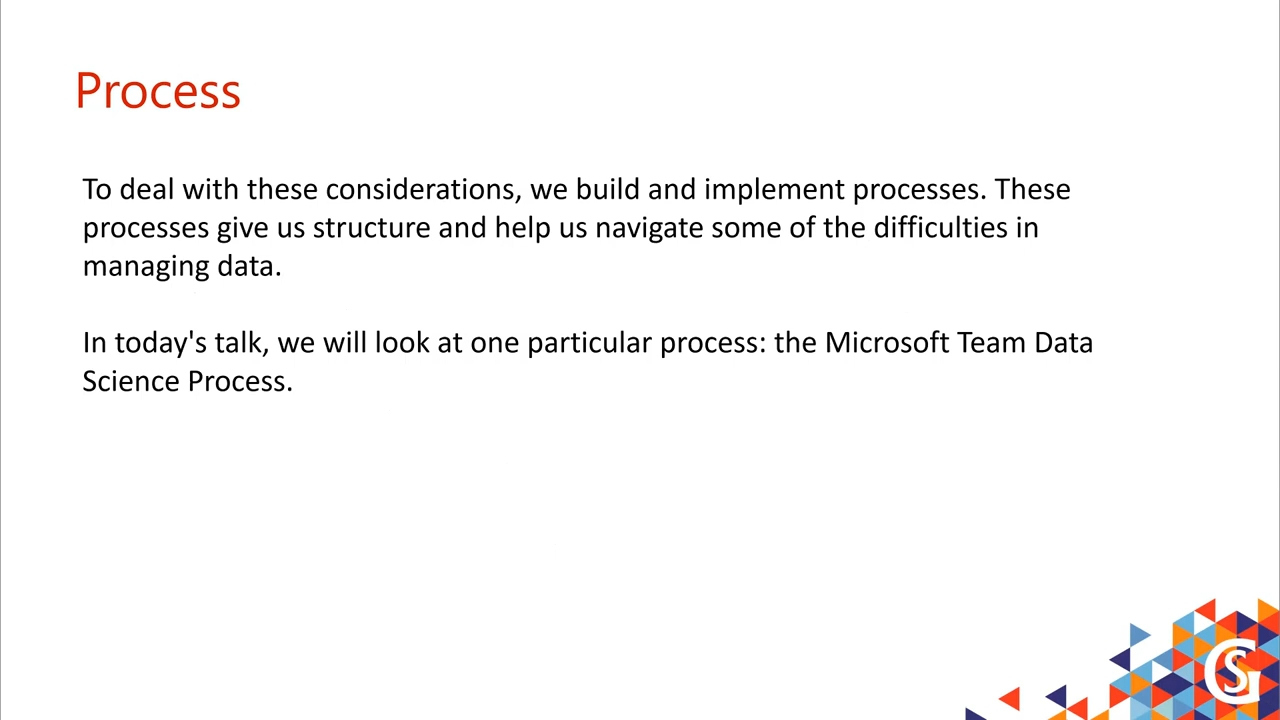 Process
To deal with these considerations, we build and implement processes. These
processes give us structure and help us navigate some of the difficulties in
managing data.
In today's talk, we will look at one particular process: the Microsoft Team Data
Science Process.
GS